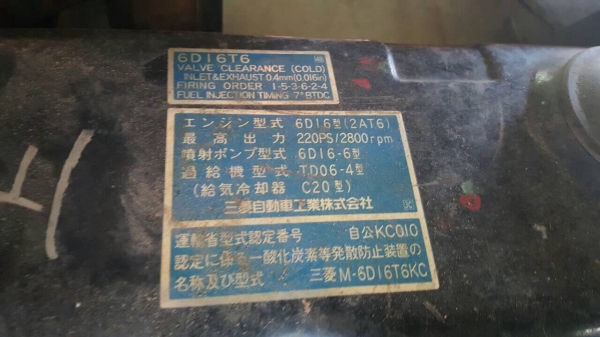 6D16T6
VALVE CLEARANCE (COLD)
INLET&EXHAUST 0.4mm(0.016in)
FIRING ORDER 1-5-3-6-2-4
FUEL INJECTION TIMING 7°BTDC
エンジン型式 6D16型(2AT6)
最高出力 220PS/2800rpm
噴射ポンプ型式 6D16-6型
過給機型式 TD06-4型
(給気冷却器 C20型)
三菱自動車工業株式会社
運輸省型式認定番号 自公KC010
認定に係る一酸化炭素等発散防止装置の
名称及び型式 三菱M-6D16T6KC